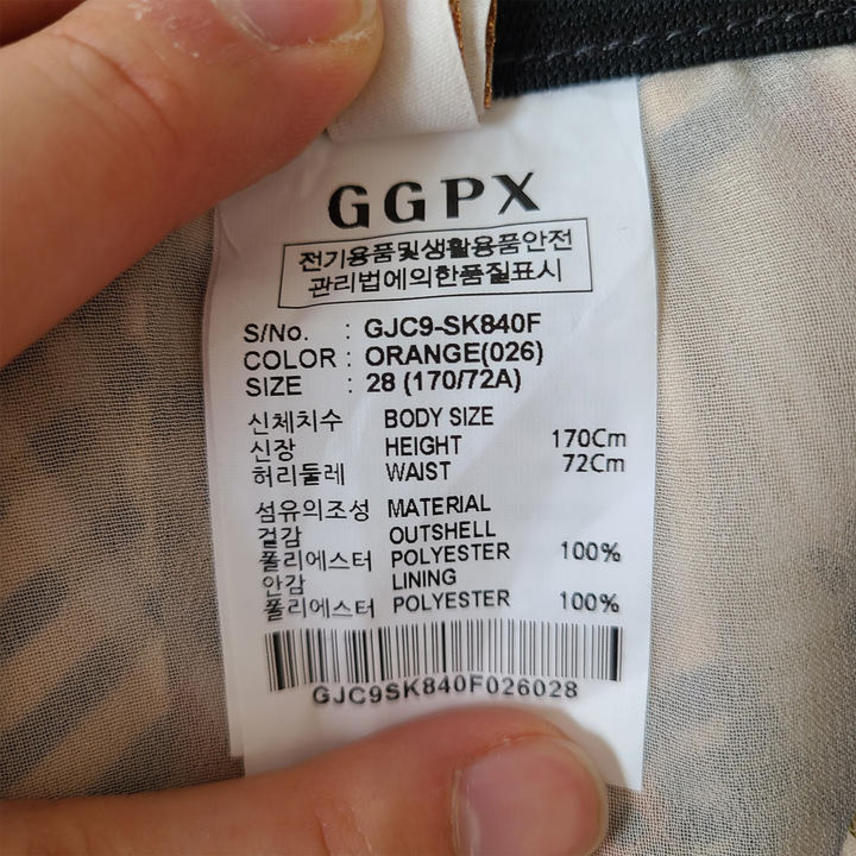 GGPX
전기용품및생활용품안전
관리법에의한품질표시
S/No. : GJC9-SK840F
COLOR : ORANGE(026)
SIZE : 28 (170/72A)
신체치수 BODY SIZE
신장 HEIGHT 170Cm
허리둘레 WAIST 72Cm
섬유의조성 MATERIAL
겉감 OUTSHELL
폴리에스터 POLYESTER 100%
안감 LINING
폴리에스터 POLYESTER 100%
GJC9SK840F026028